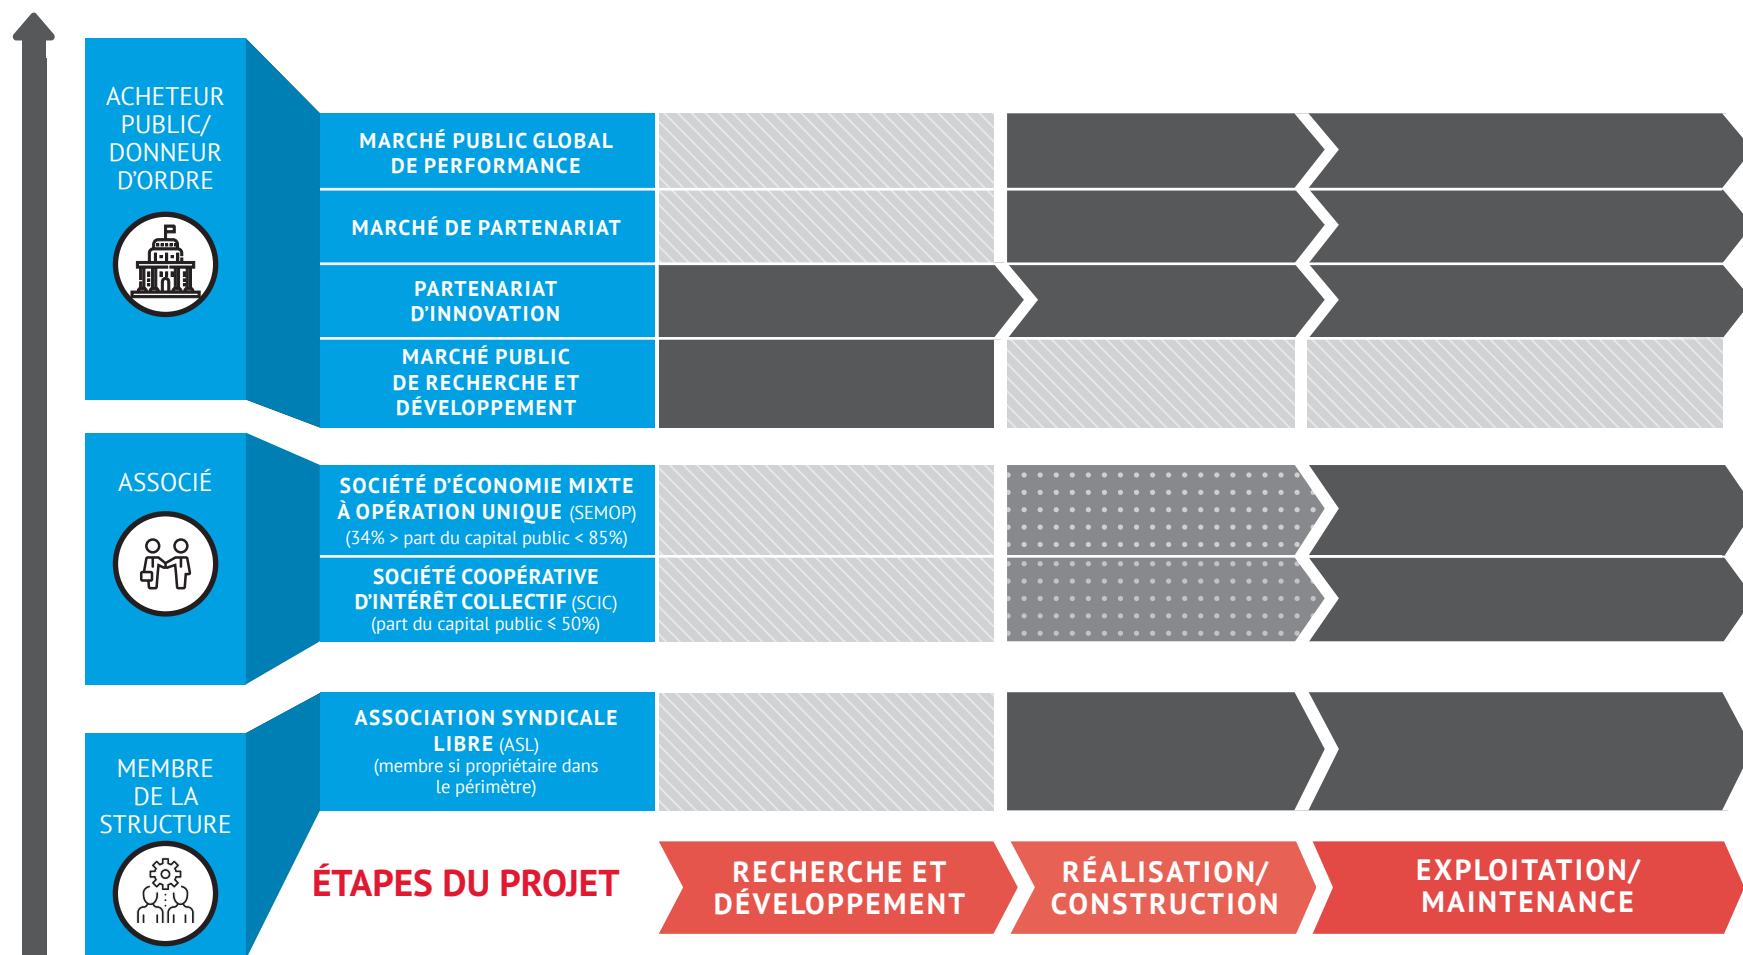 ACHETEUR
PUBLIC/
DONNEUR
D'ORDRE
MARCHÉ PUBLIC GLOBAL
DE PERFORMANCE
MARCHÉ DE PARTENARIAT
PARTENARIAT
D'INNOVATION
MARCHÉ PUBLIC
DE RECHERCHE ET
DÉVELOPPEMENT
ASSOCIÉ
SOCIÉTÉ D'ÉCONOMIE MIXTE
À OPÉRATION UNIQUE (SEMOP)
(34% > part du capital public < 85%)
SOCIÉTÉ COOPÉRATIVE
D'INTÉRÊT COLLECTIF (SCIC)
(part du capital public ≤ 50%)
MEMBRE
DE LA
STRUCTURE
ASSOCIATION SYNDICALE
LIBRE (ASL)
(membre si propriétaire dans
le périmètre)
ÉTAPES DU PROJET
RECHERCHE ET
DÉVELOPPEMENT
RÉALISATION/
CONSTRUCTION
EXPLOITATION/
MAINTENANCE